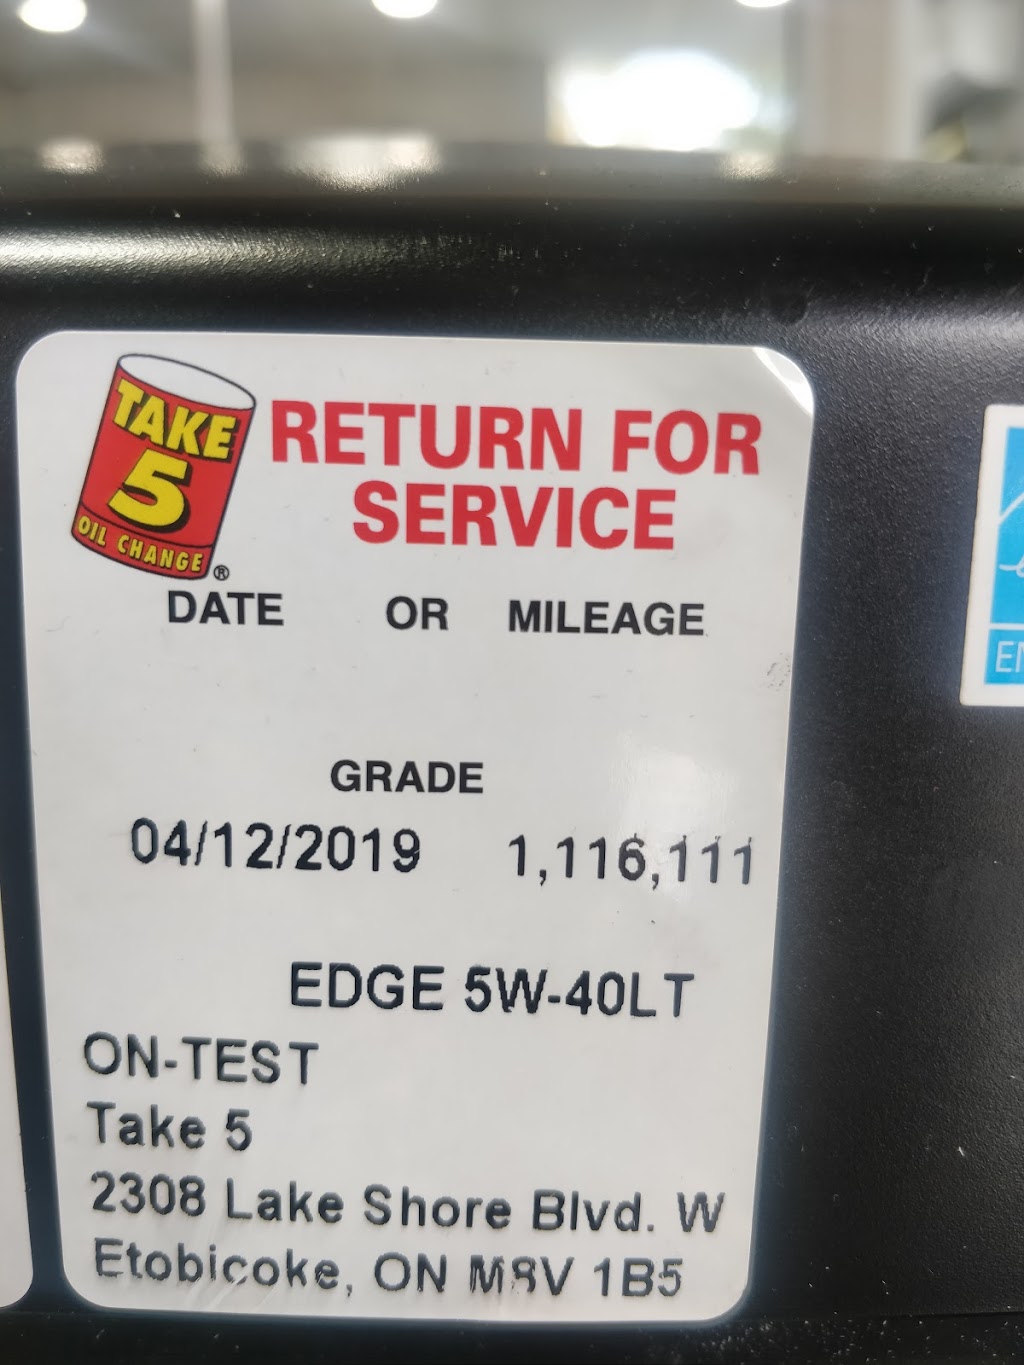 TAKE
5
OIL CHANGE
®
RETURN FOR
SERVICE
DATE OR MILEAGE
GRADE
04/12/2019 1,116,111
EDGE 5W-40LT
ON-TEST
Take 5
2308 Lake Shore Blvd. W
Etobicoke, ON M8V 1B5